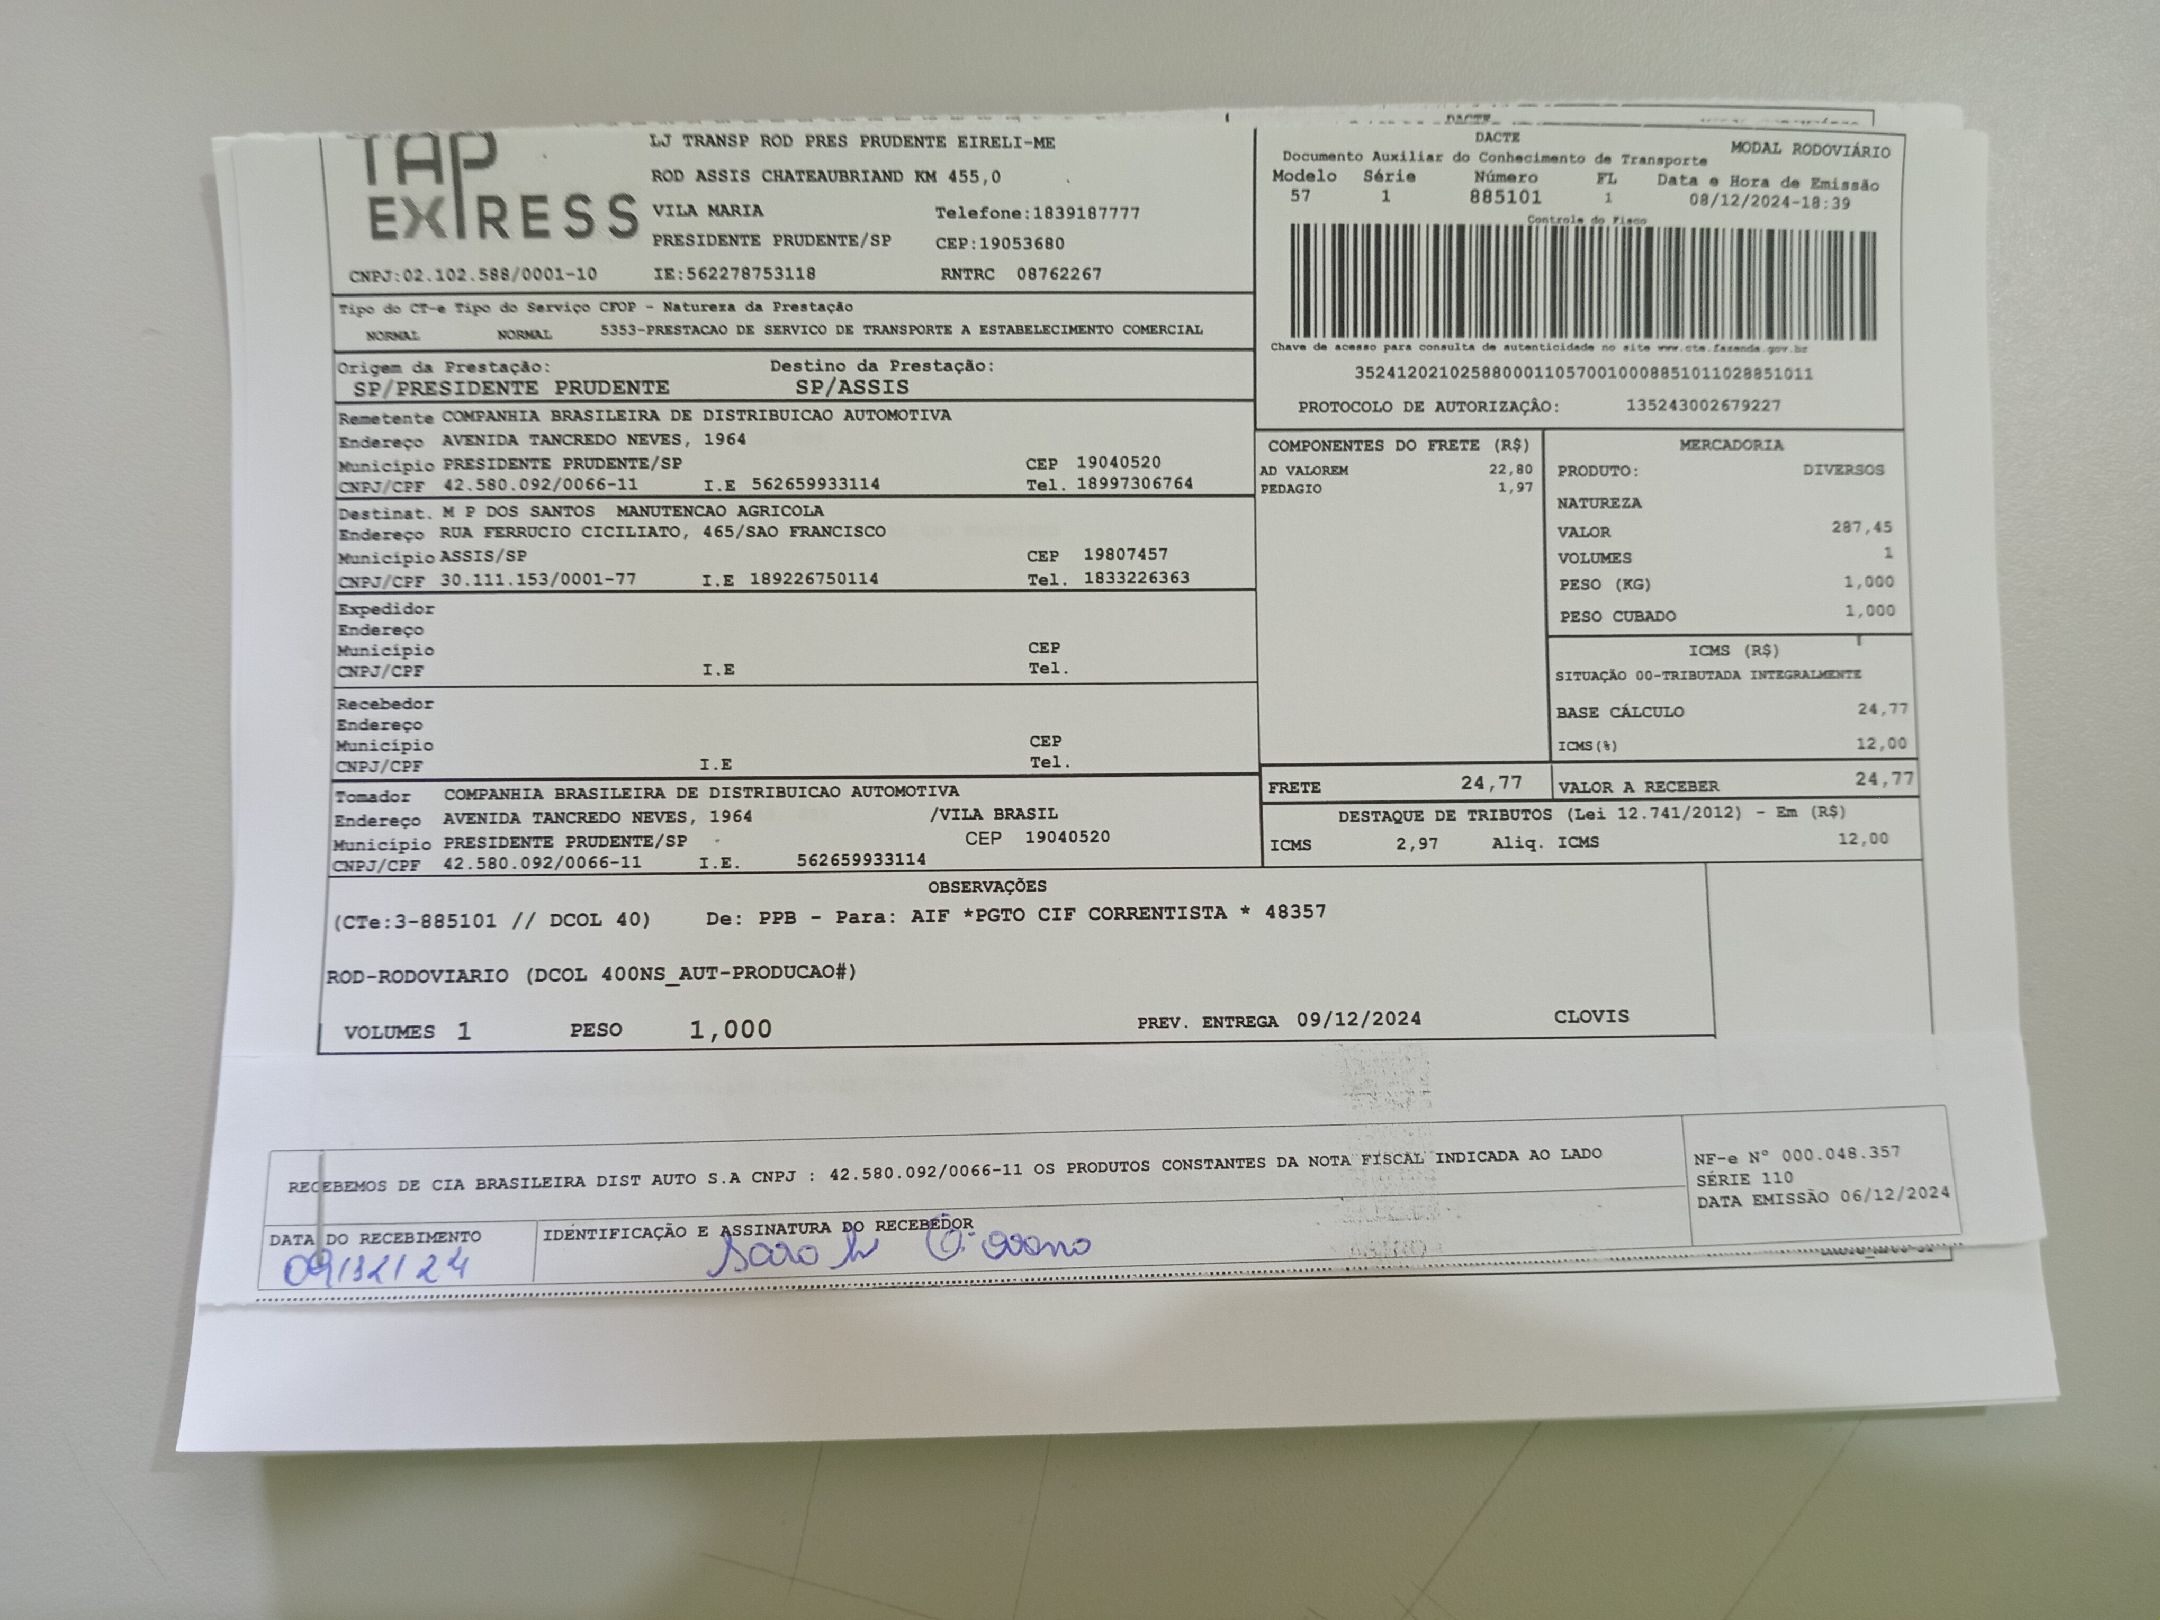 TAP EXPRESS
LJ TRANSP ROD PRES PRUDENTE EIRELI-ME
ROD ASSIS CHATEAUBRIAND KM 455,0
VILA MARIA Telefone:1839187777
PRESIDENTE PRUDENTE/SP CEP:19053680
CNPJ:02.102.588/0001-10 IE:562278753118 RNTRC 08762267
DACTE
DACTE MODAL RODOVIÁRIO
Documento Auxiliar do Conhecimento de Transporte
Modelo Série Número FL Data e Hora de Emissão
57 1 885101 1 08/12/2024-18:39
Controle do Fisco
Chave de acesso para consulta de autenticidade no site www.cte.fazenda.gov.br
35241202102588000110570010008851011028851011
PROTOCOLO DE AUTORIZAÇÂO: 135243002679227
Tipo do CT-e Tipo do Serviço CFOP - Natureza da Prestação
NORMAL NORMAL 5353-PRESTACAO DE SERVICO DE TRANSPORTE A ESTABELECIMENTO COMERCIAL
Origem da Prestação: Destino da Prestação:
SP/PRESIDENTE PRUDENTE SP/ASSIS
Remetente COMPANHIA BRASILEIRA DE DISTRIBUICAO AUTOMOTIVA
Endereço AVENIDA TANCREDO NEVES, 1964
Município PRESIDENTE PRUDENTE/SP CEP 19040520
CNPJ/CPF 42.580.092/0066-11 I.E 562659933114 Tel. 18997306764
Destinat. M P DOS SANTOS MANUTENCAO AGRICOLA
Endereço RUA FERRUCIO CICILIATO, 465/SAO FRANCISCO
Município ASSIS/SP CEP 19807457
CNPJ/CPF 30.111.153/0001-77 I.E 189226750114 Tel. 1833226363
Expedidor
Endereço
Município CEP
CNPJ/CPF I.E Tel.
Recebedor
Endereço
Município CEP
CNPJ/CPF I.E Tel.
Tomador COMPANHIA BRASILEIRA DE DISTRIBUICAO AUTOMOTIVA
Endereço AVENIDA TANCREDO NEVES, 1964 /VILA BRASIL
Município PRESIDENTE PRUDENTE/SP CEP 19040520
CNPJ/CPF 42.580.092/0066-11 I.E. 562659933114
COMPONENTES DO FRETE (R$)
AD VALOREM 22,80
PEDAGIO 1,97
MERCADORIA
PRODUTO: DIVERSOS
NATUREZA
VALOR 287,45
VOLUMES 1
PESO (KG) 1,000
PESO CUBADO 1,000
ICMS (R$)
SITUAÇÃO 00-TRIBUTADA INTEGRALMENTE
BASE CÁLCULO 24,77
ICMS(%) 12,00
FRETE 24,77 VALOR A RECEBER 24,77
DESTAQUE DE TRIBUTOS (Lei 12.741/2012) - Em (R$)
ICMS 2,97 Aliq. ICMS 12,00
OBSERVAÇÕES
(CTe:3-885101 // DCOL 40) De: PPB - Para: AIF *PGTO CIF CORRENTISTA * 48357
ROD-RODOVIARIO (DCOL 400NS_AUT-PRODUCAO#)
VOLUMES 1 PESO 1,000 PREV. ENTREGA 09/12/2024 CLOVIS
RECEBEMOS DE CIA BRASILEIRA DIST AUTO S.A CNPJ : 42.580.092/0066-11 OS PRODUTOS CONSTANTES DA NOTA FISCAL INDICADA AO LADO
NF-e Nº 000.048.357
SÉRIE 110
DATA EMISSÃO 06/12/2024
DATA DO RECEBIMENTO IDENTIFICAÇÃO E ASSINATURA DO RECEBEDOR
09/12/24